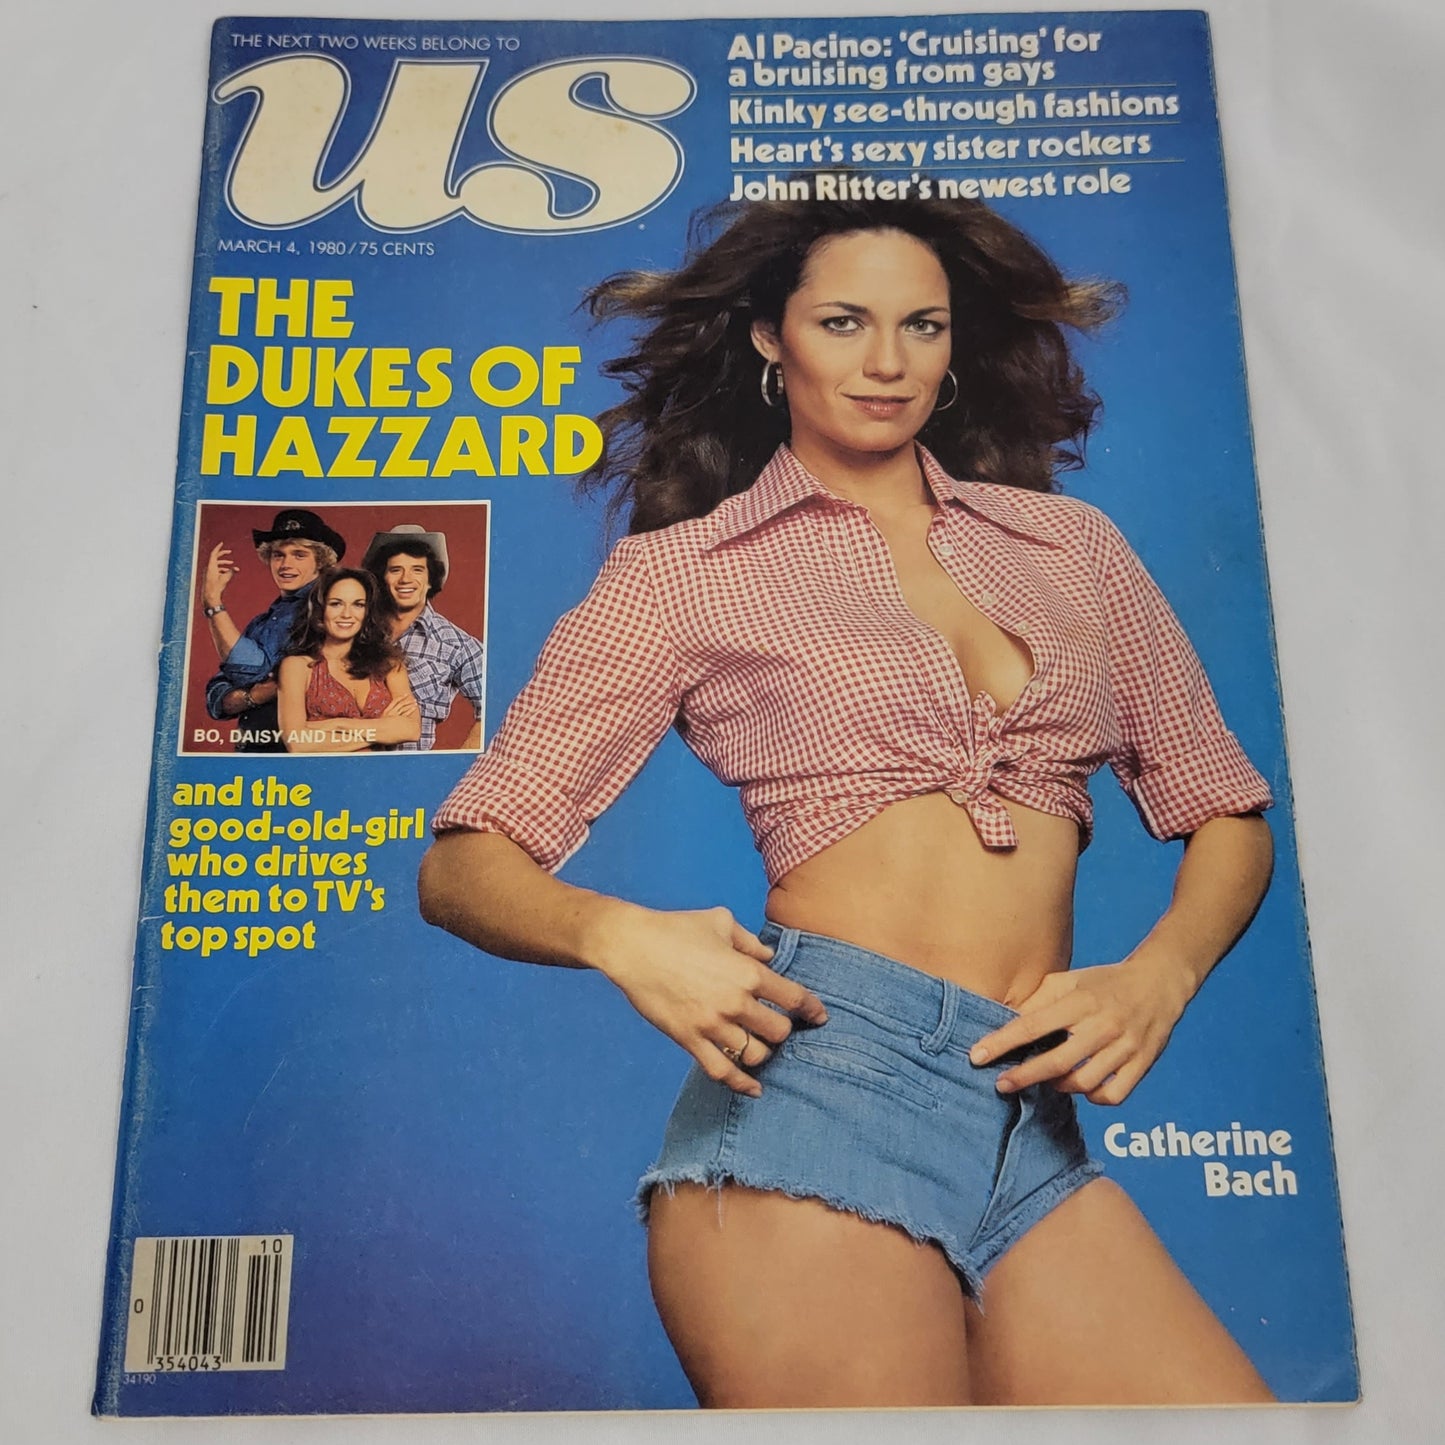 THE NEXT TWO WEEKS BELONG TO
us
MARCH 4, 1980/75 CENTS
Al Pacino: 'Cruising' for
a bruising from gays
Kinky see-through fashions
Heart's sexy sister rockers
John Ritter's newest role
THE
DUKES OF
HAZZARD
BO, DAISY AND LUKE
and the
good-old-girl
who drives
them to TV's
top spot
Catherine
Bach
10
0
354043
34190